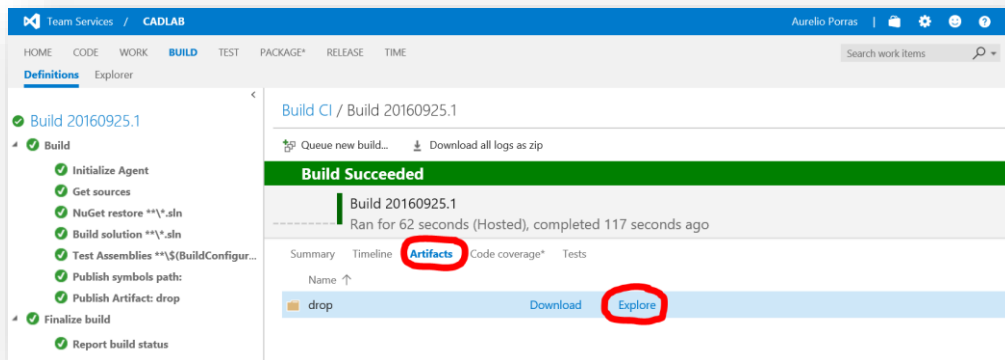 Team Services / CADLAB
Aurelio Porras
HOME CODE WORK BUILD TEST PACKAGE* RELEASE TIME
Search work items
Definitions Explorer
Build 20160925.1
Build
Initialize Agent
Get sources
NuGet restore **\*.sln
Build solution **\*.sln
Test Assemblies **\$(BuildConfigur...
Publish symbols path:
Publish Artifact: drop
Finalize build
Report build status
Build CI / Build 20160925.1
Queue new build... Download all logs as zip
Build Succeeded
Build 20160925.1
Ran for 62 seconds (Hosted), completed 117 seconds ago
Summary Timeline Artifacts Code coverage* Tests
Name
drop Download Explore